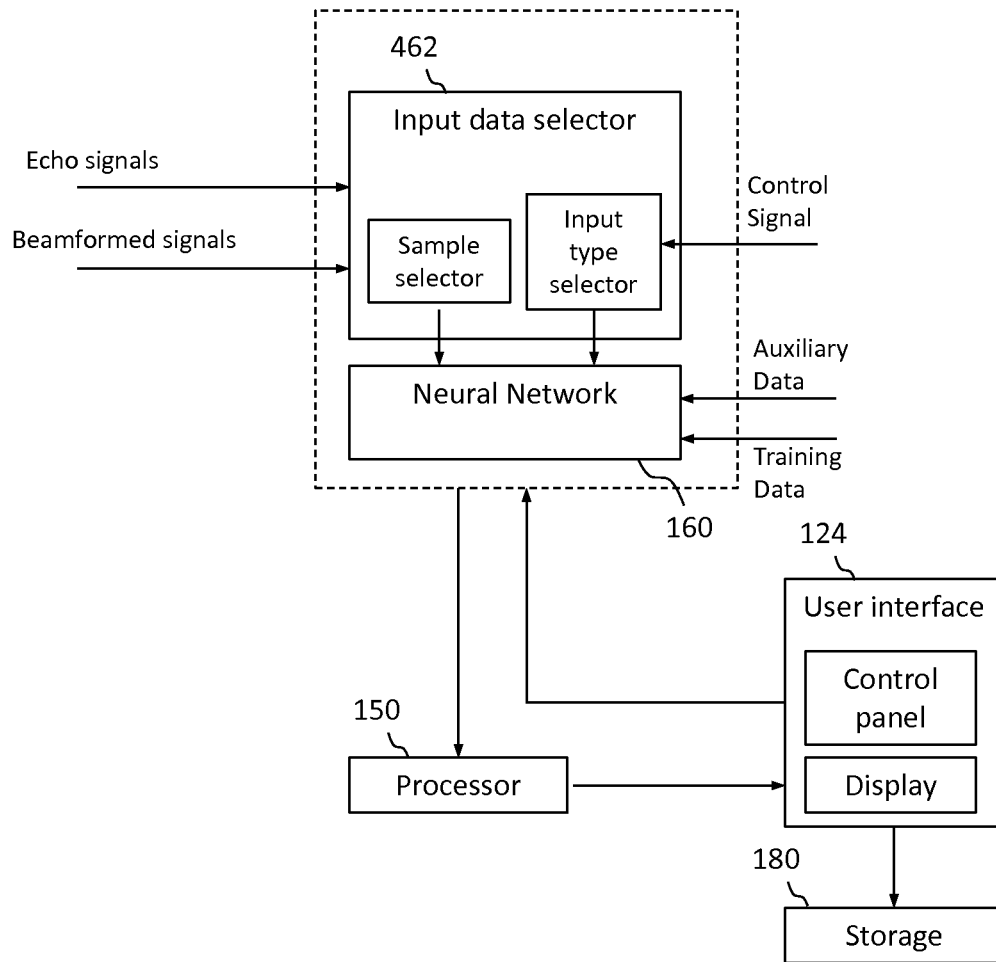 462
Input data selector
Echo signals
Beamformed signals
Sample
selector
Input
type
selector
Control
Signal
Neural Network
Auxiliary
Data
Training
Data
160
124
User interface
Control
panel
Display
150
Processor
180
Storage